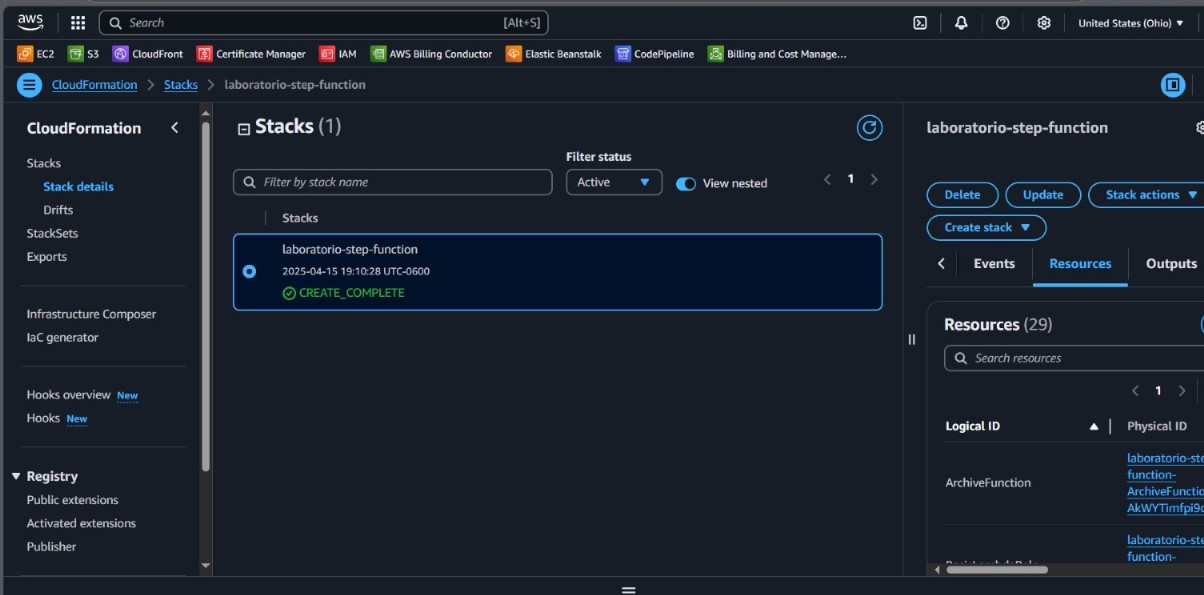 aws
Search [Alt+S]
United States (Ohio)
EC2 S3 CloudFront Certificate Manager IAM AWS Billing Conductor Elastic Beanstalk CodePipeline Billing and Cost Manage...
CloudFormation > Stacks > laboratorio-step-function
CloudFormation
Stacks
Stack details
Drifts
StackSets
Exports
Infrastructure Composer
IaC generator
Hooks overview New
Hooks New
Registry
Public extensions
Activated extensions
Publisher
Stacks (1)
Filter status
Filter by stack name
Active
View nested
1
Stacks
laboratorio-step-function
2025-04-15 19:10:28 UTC-0600
CREATE_COMPLETE
laboratorio-step-function
Delete Update Stack actions
Create stack
Events Resources Outputs
Resources (29)
Search resources
1
Logical ID Physical ID
ArchiveFunction
laboratorio-ste
function-
ArchiveFunctio
laboratorio-ste
function-